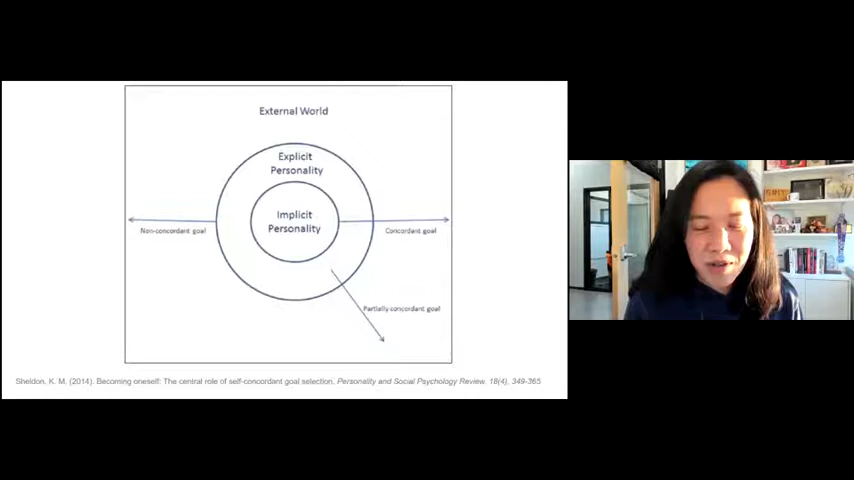 External World
Explicit
Personality
Implicit
Personality
Non-concordant goal
Concordant goal
Partially concordant goal
Sheldon, K. M. (2014). Becoming oneself: The central role of self-concordant goal selection. Personality and Social Psychology Review. 18(4), 349-365